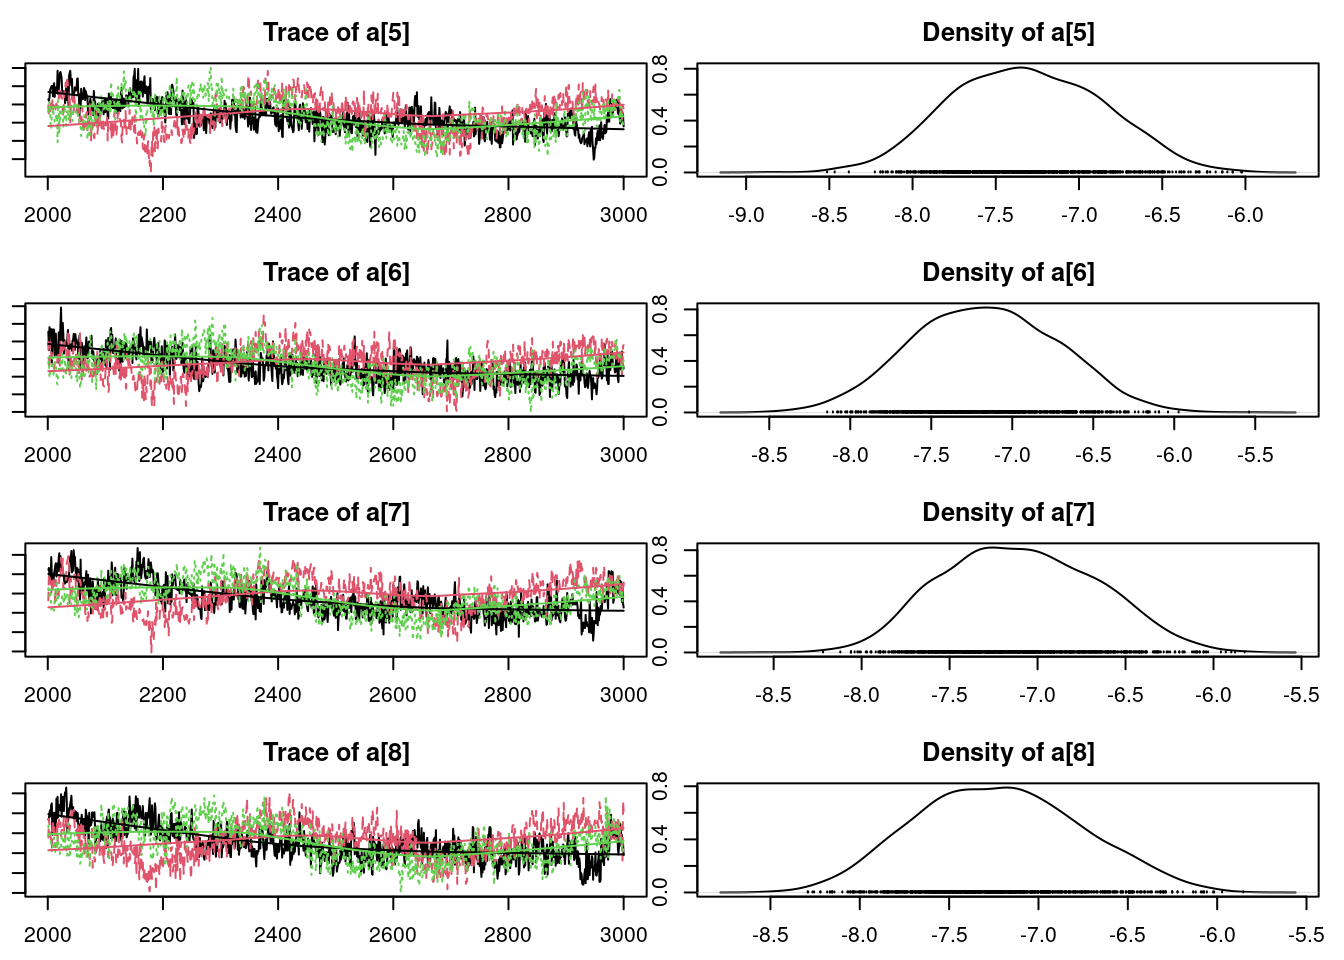 Trace of a[5]
2000 2200 2400 2600 2800 3000
Density of a[5]
0.0 0.4 0.8
-9.0 -8.5 -8.0 -7.5 -7.0 -6.5 -6.0
Trace of a[6]
2000 2200 2400 2600 2800 3000
Density of a[6]
0.0 0.4 0.8
-8.5 -8.0 -7.5 -7.0 -6.5 -6.0 -5.5
Trace of a[7]
2000 2200 2400 2600 2800 3000
Density of a[7]
0.0 0.4 0.8
-8.5 -8.0 -7.5 -7.0 -6.5 -6.0 -5.5
Trace of a[8]
2000 2200 2400 2600 2800 3000
Density of a[8]
0.0 0.4 0.8
-8.5 -8.0 -7.5 -7.0 -6.5 -6.0 -5.5